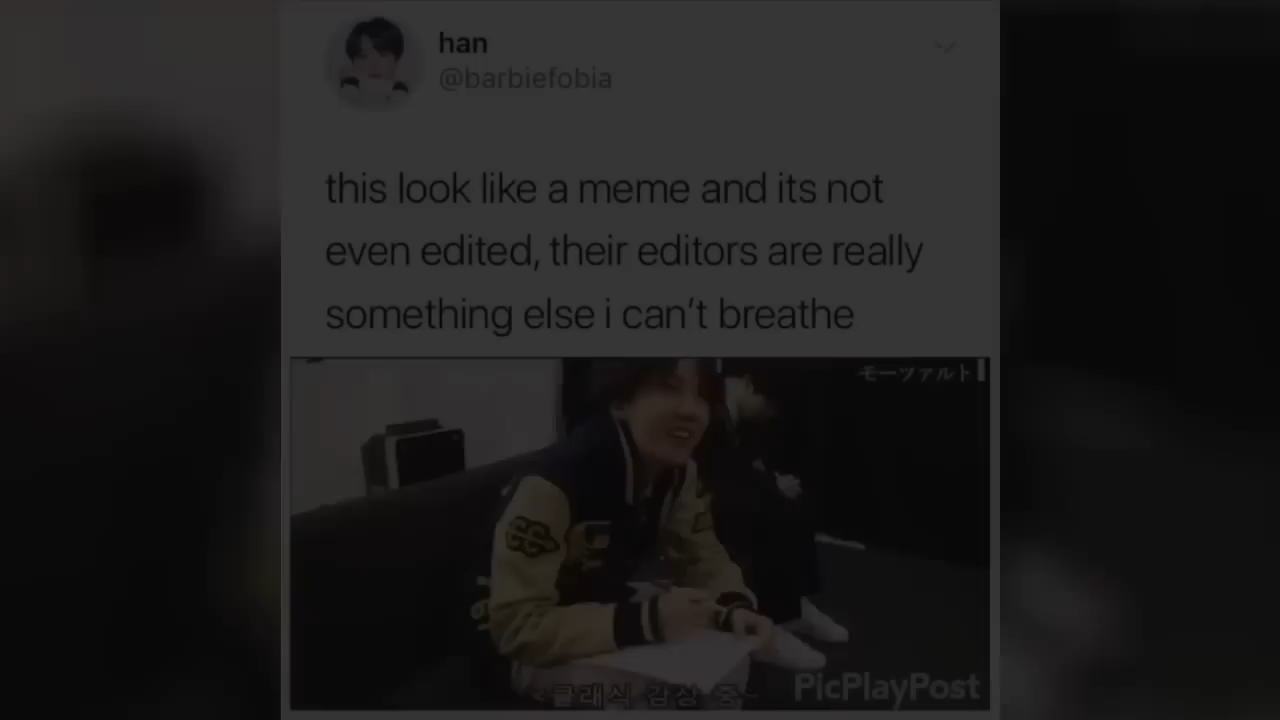 han
@barbiefobia
this look like a meme and its not
even edited, their editors are really
something else i can't breathe
モーツァルト
~클래식 감상 중~
PicPlayPost